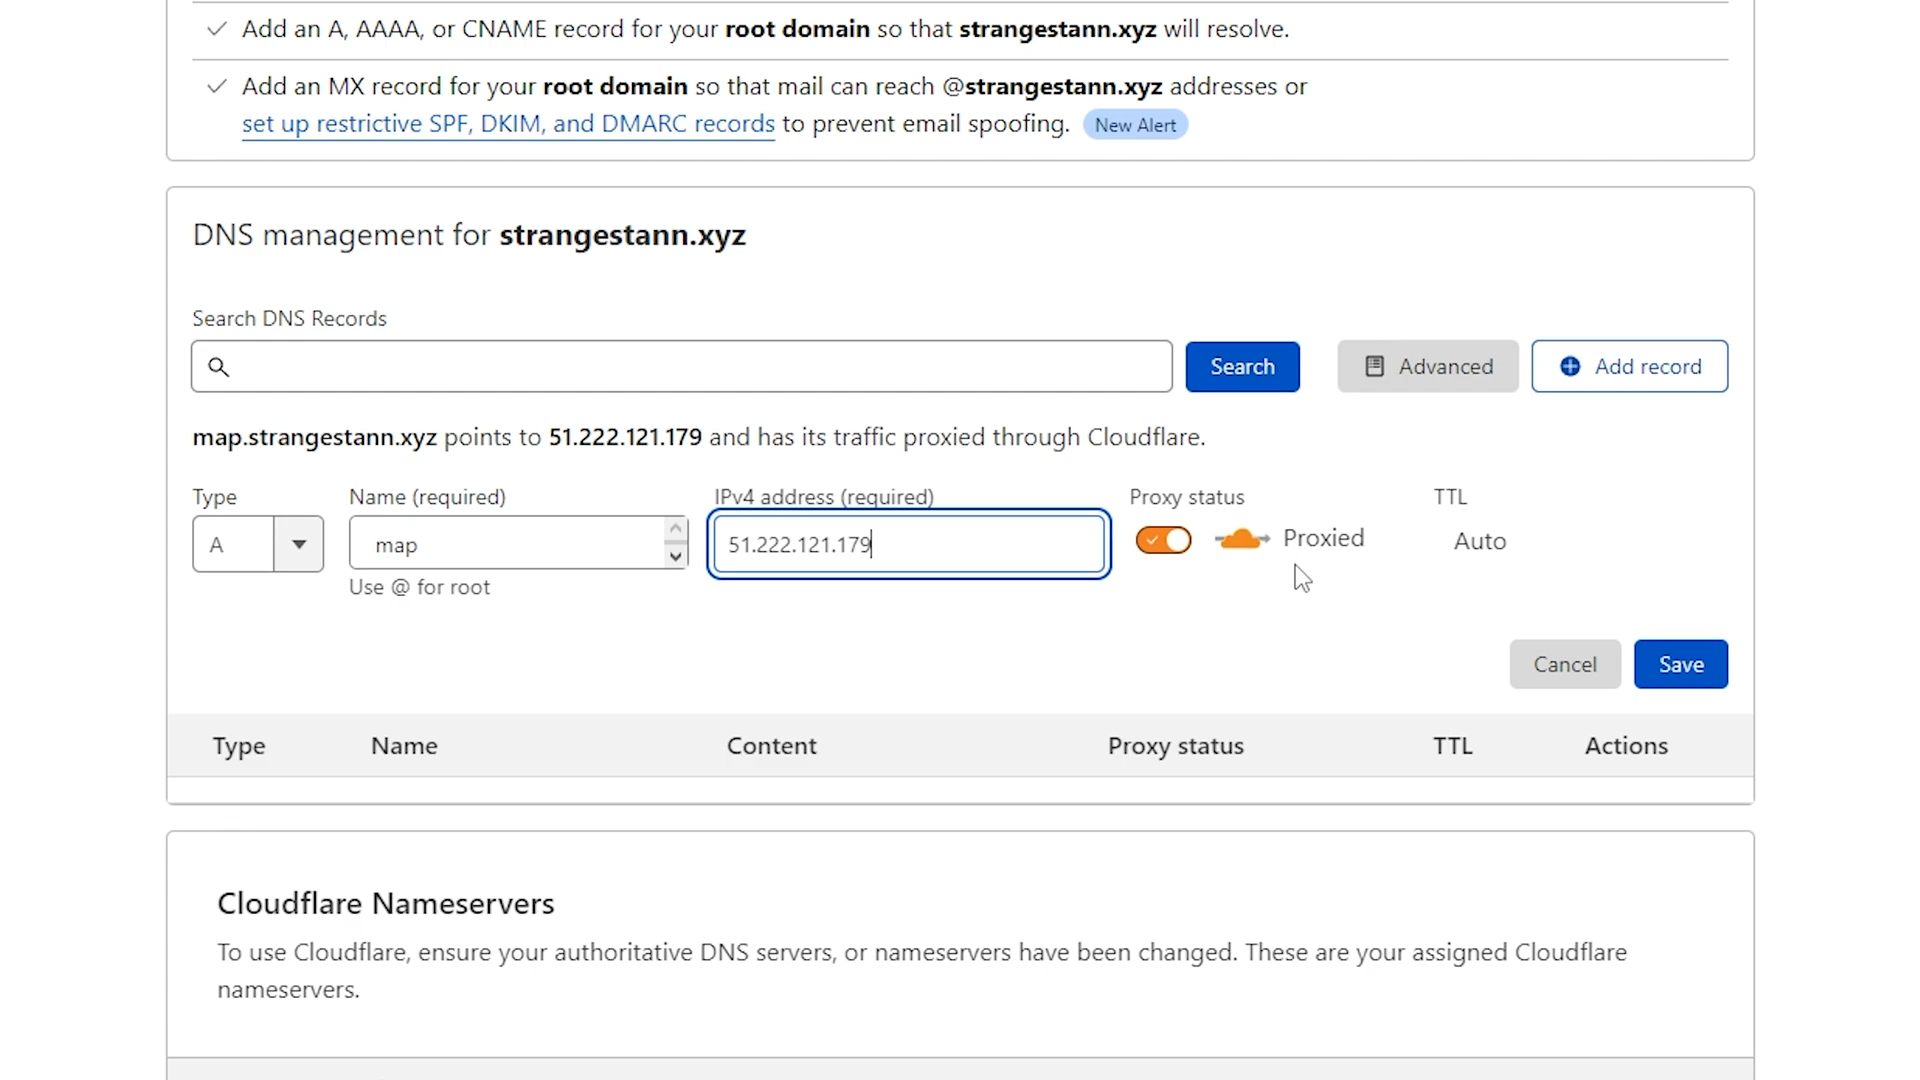 Add an A, AAAA, or CNAME record for your root domain so that strangestann.xyz will resolve.
Add an MX record for your root domain so that mail can reach @strangestann.xyz addresses or
set up restrictive SPF, DKIM, and DMARC records to prevent email spoofing. New Alert
DNS management for strangestann.xyz
Search DNS Records
Search Advanced Add record
map.strangestann.xyz points to 51.222.121.179 and has its traffic proxied through Cloudflare.
Type Name (required) IPv4 address (required) Proxy status TTL
A map 51.222.121.179 Proxied Auto
Use @ for root
Cancel Save
Type Name Content Proxy status TTL Actions
Cloudflare Nameservers
To use Cloudflare, ensure your authoritative DNS servers, or nameservers have been changed. These are your assigned Cloudflare
nameservers.